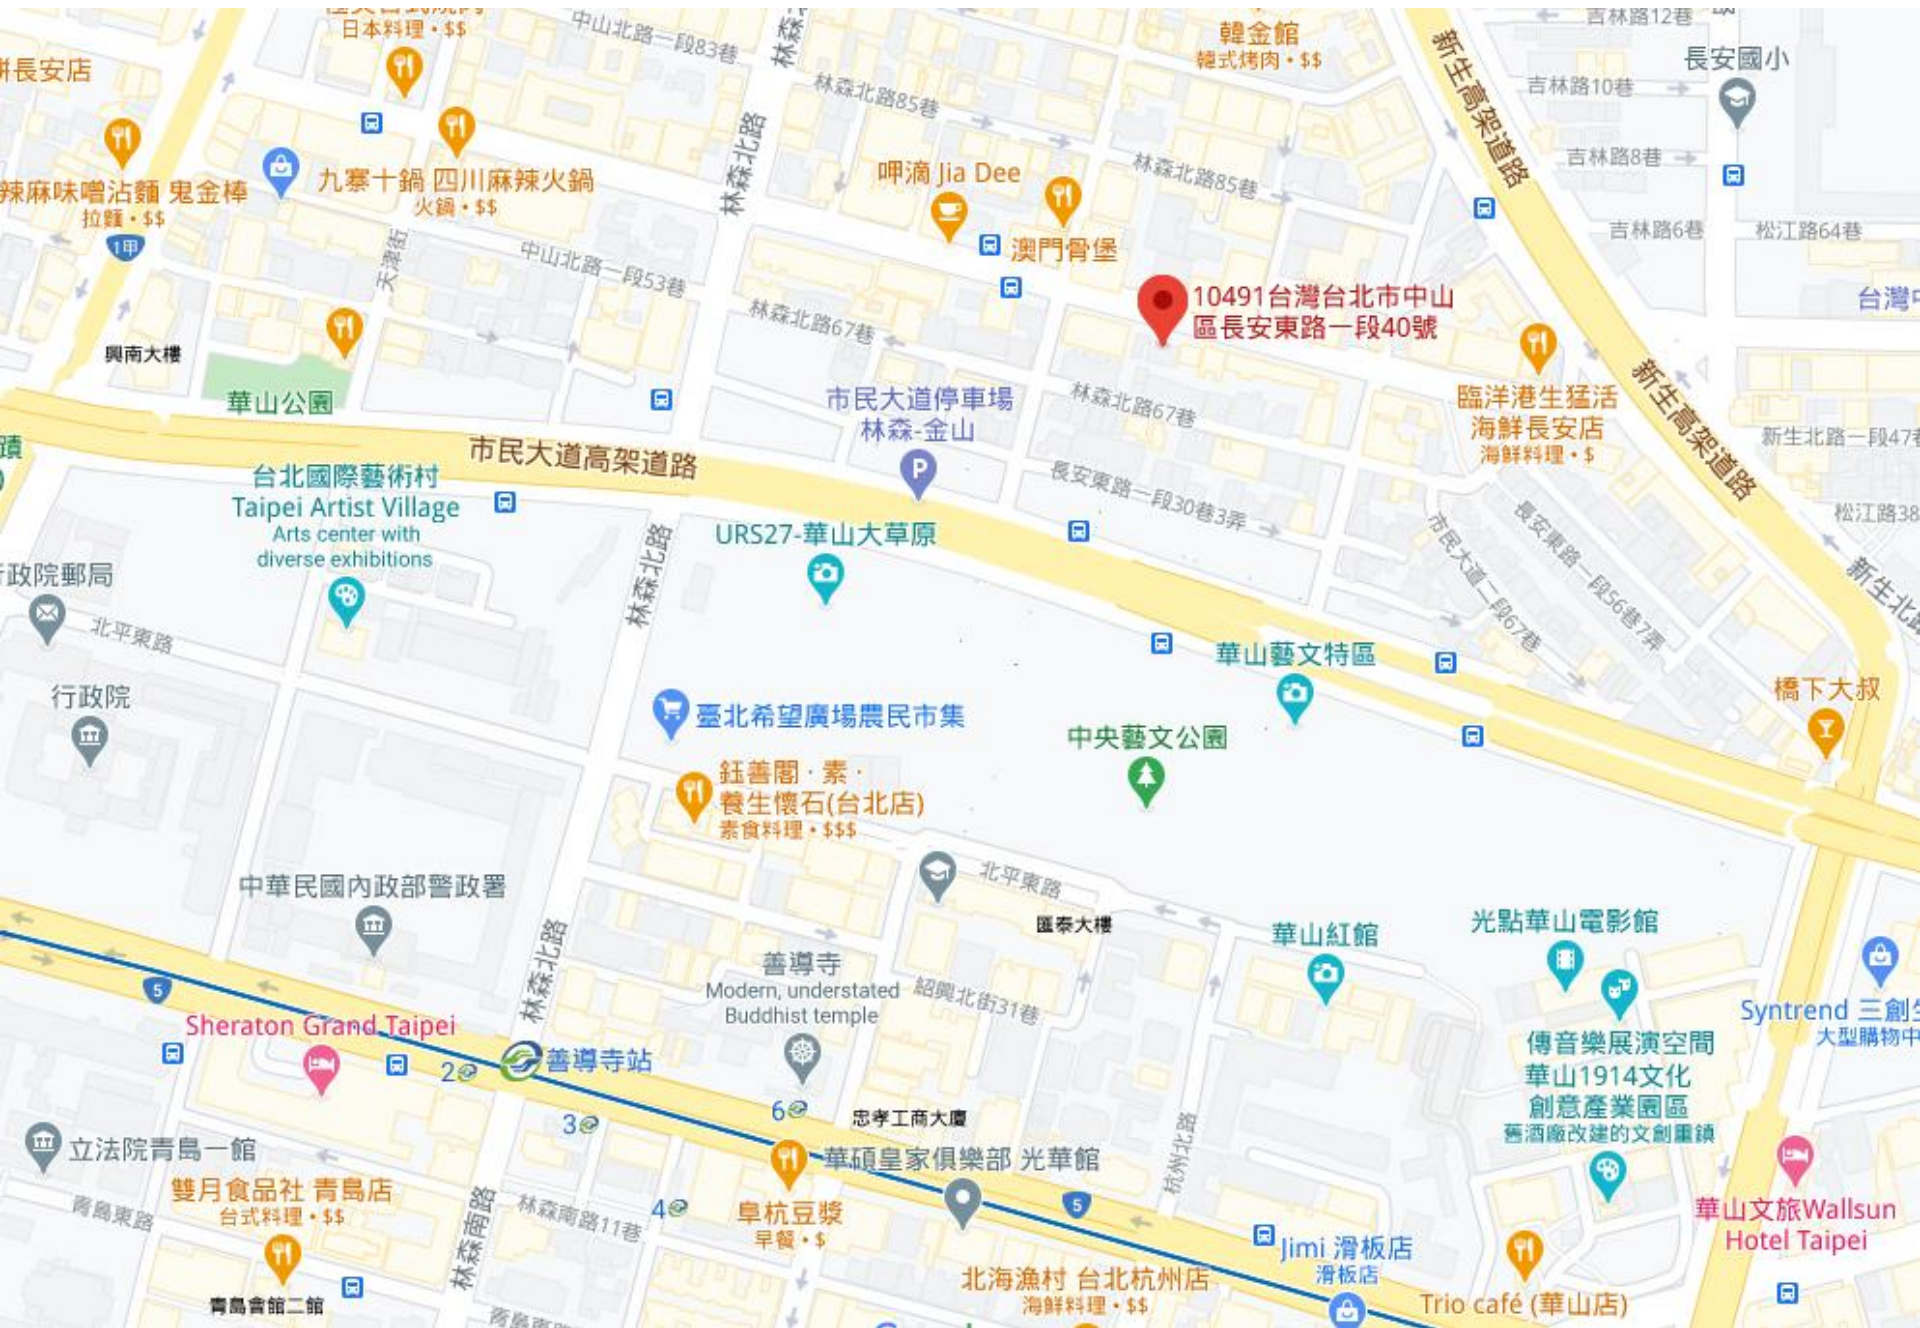 日本料理・$$
中山北路一段83巷
林森北路85巷
韓金館
韓式烤肉・$$
新生高架道路
吉林路12巷
長安國小
吉林路10巷
吉林路8巷
吉林路6巷
松江路64巷
林森北路
呷滴 Jia Dee
林森北路85巷
澳門骨堡
鬼金棒
拉麵・$$
九寨十鍋 四川麻辣火鍋
火鍋・$$
1甲
天津街
中山北路一段53巷
林森北路67巷
10491台灣台北市中山
區長安東路一段40號
興南大樓
華山公園
市民大道停車場
林森-金山
P
林森北路67巷
臨洋港生猛活
海鮮長安店
海鮮料理・$
新生高架道路
市民大道高架道路
台北國際藝術村
Taipei Artist Village
Arts center with
diverse exhibitions
URS27-華山大草原
長安東路一段30巷3弄
市民大道二段67巷
長安東路一段56巷7弄
林森北路
北平東路
行政院
華山藝文特區
橋下大叔
臺北希望廣場農民市集
中央藝文公園
鈺善閣・素・
養生懷石(台北店)
素食料理・$$$
中華民國內政部警政署
北平東路
匯泰大樓
華山紅館
光點華山電影館
林森北路
善導寺
Modern, understated
Buddhist temple
紹興北街31巷
5
Sheraton Grand Taipei
善導寺站
2
3
6
4
忠孝工商大廈
傳音樂展演空間
華山1914文化
創意產業園區
舊酒廠改建的文創重鎮
Syntrend 三創
大型購物中
立法院青島一館
華碩皇家俱樂部 光華館
杭州北路
雙月食品社 青島店
台式料理・$$
青島東路
林森南路
林森南路11巷
阜杭豆漿
早餐・$
5
華山文旅Wallsun
Hotel Taipei
Jimi 滑板店
滑板店
北海漁村 台北杭州店
海鮮料理・$$
Trio café (華山店)
青島會館二館